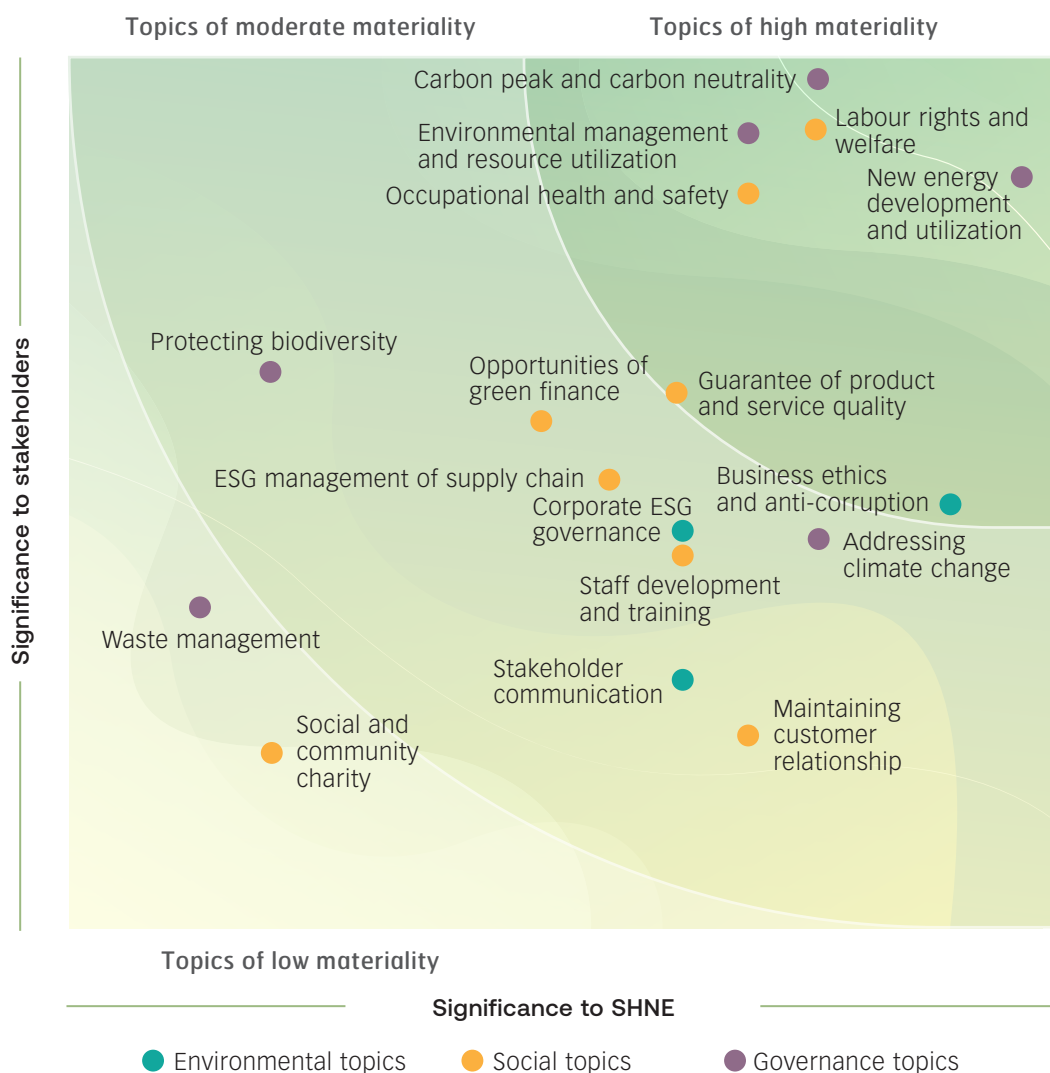 Topics of moderate materiality
Topics of high materiality
Significance to stakeholders
Carbon peak and carbon neutrality
Labour rights and
welfare
Environmental management
and resource utilization
New energy
development
and utilization
Occupational health and safety
Protecting biodiversity
Opportunities of
green finance
Guarantee of product
and service quality
ESG management of supply chain
Business ethics
and anti-corruption
Corporate ESG
governance
Addressing
climate change
Staff development
and training
Waste management
Stakeholder
communication
Social and
community
charity
Maintaining
customer
relationship
Topics of low materiality
Significance to SHNE
Environmental topics
Social topics
Governance topics